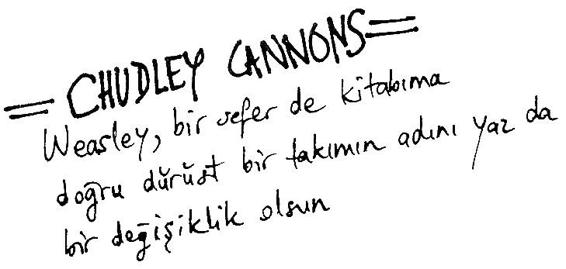 = CHUDLEY CANNONS =
Weasley, bir sefer de kitabıma
doğru dürüst bir takımın adını yaz da
bir değişiklik olsun